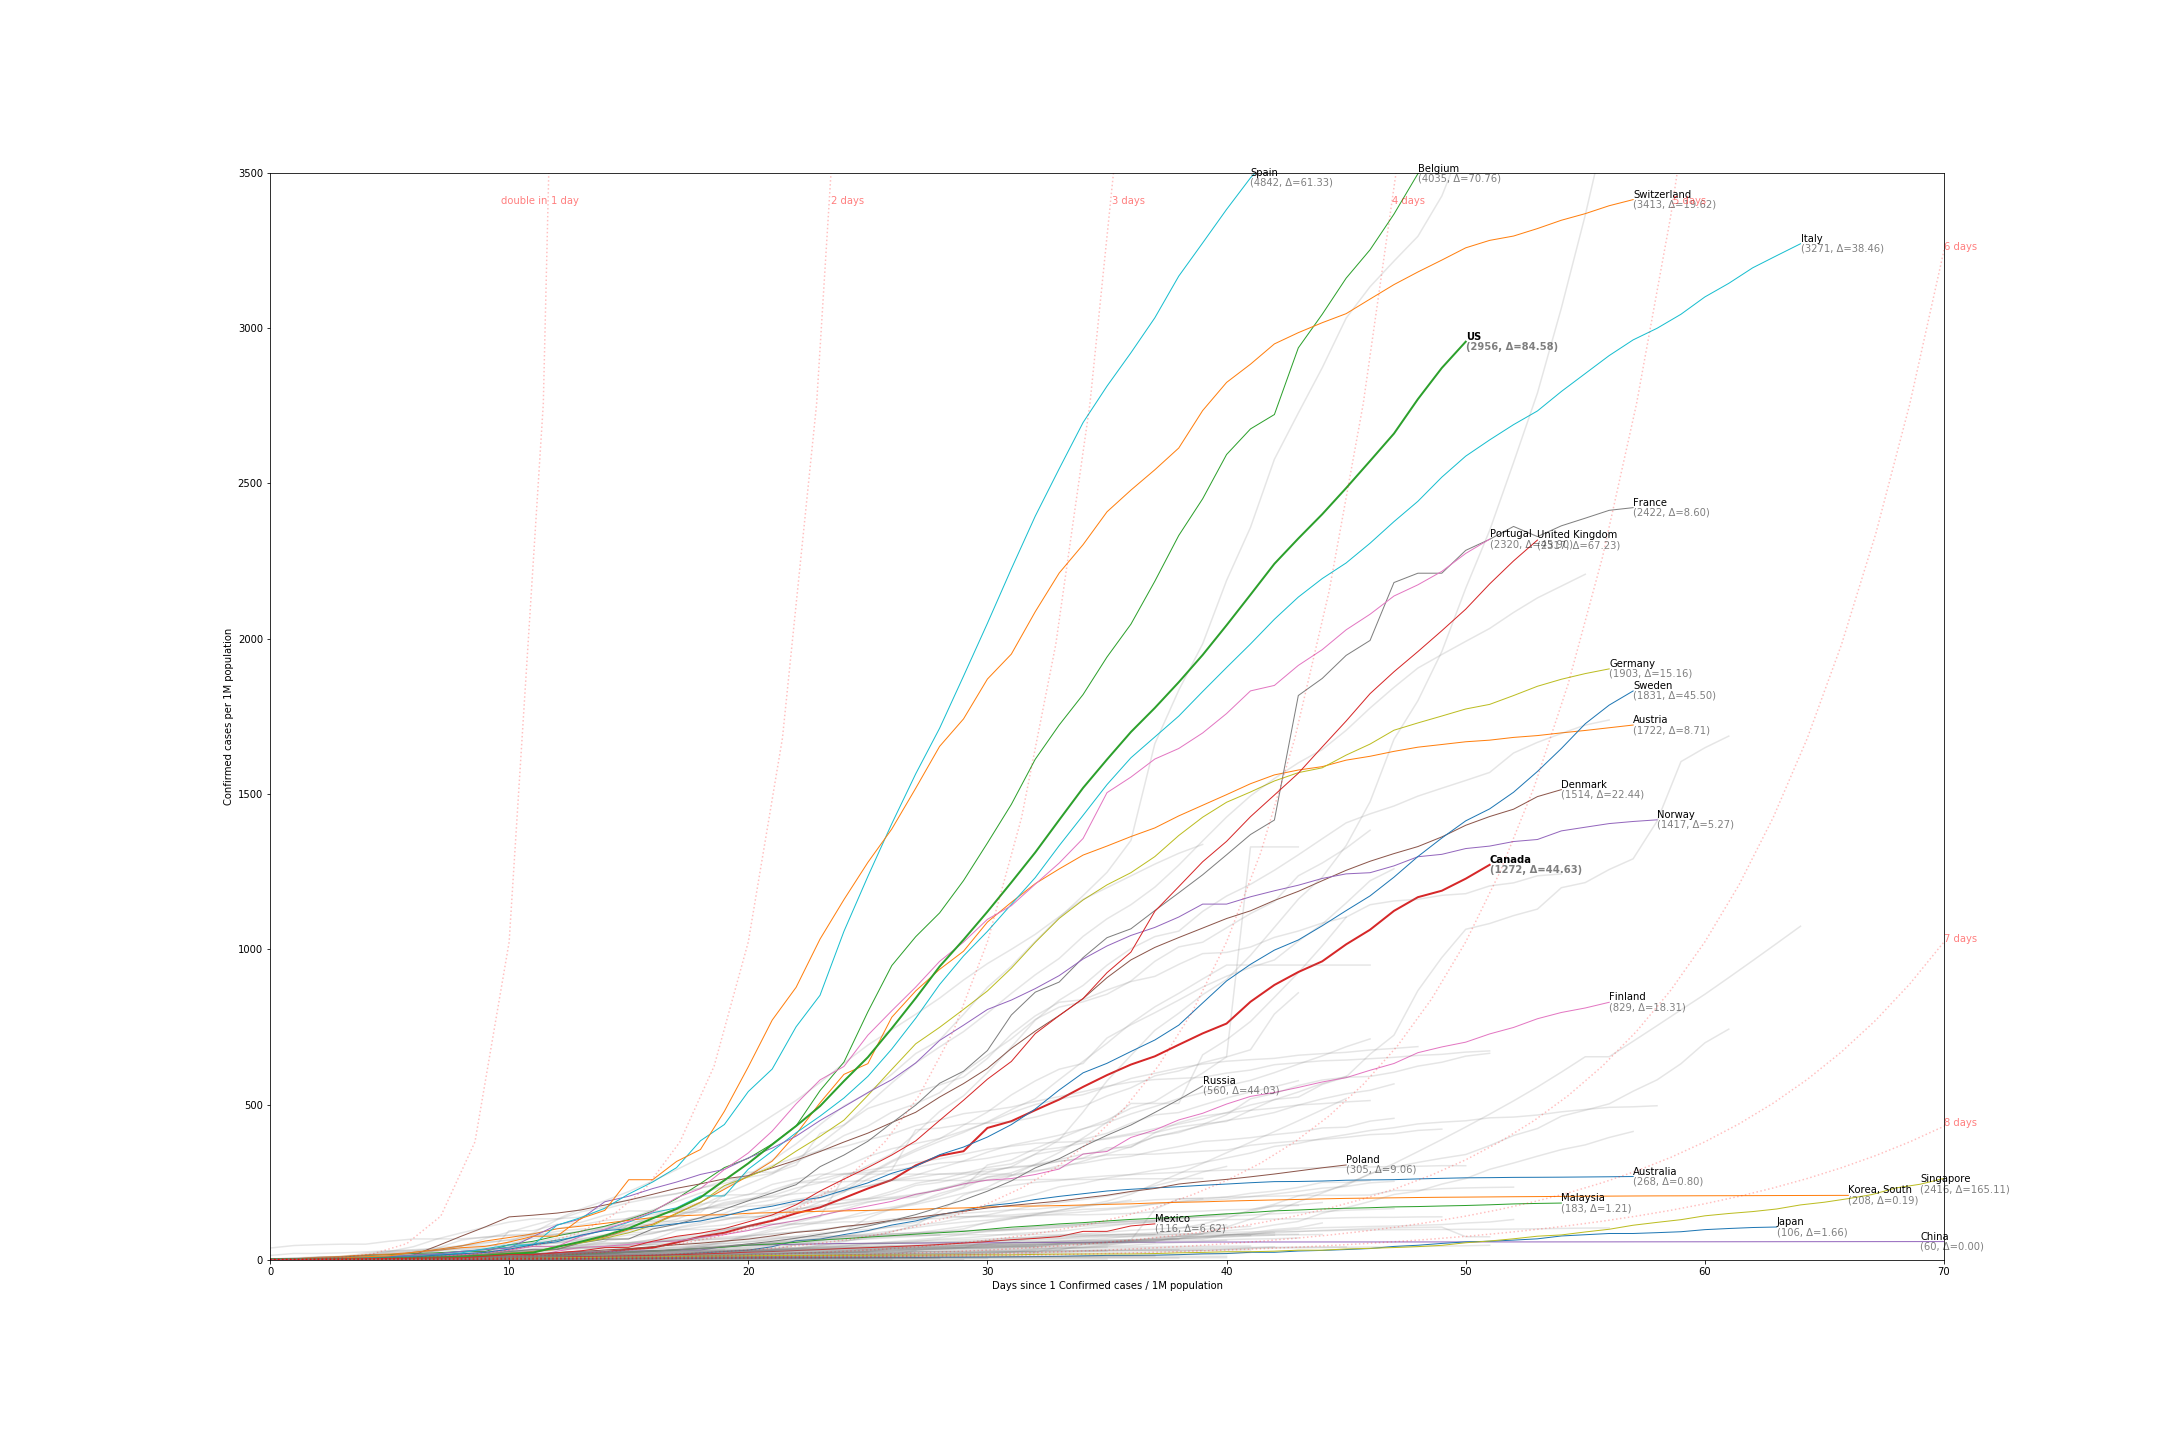 Spain
(4842, Δ=61.33)
Belgium
(4035, Δ=70.76)
Switzerland
(3413, Δ=19.62)
double in 1 day
2 days
3 days
4 days
5 days
Italy
(3271, Δ=38.46)
6 days
US
(2956, Δ=84.58)
France
(2422, Δ=8.60)
Portugal
(2320,
United Kingdom
Δ=67.23)
Germany
(1903, Δ=15.16)
Sweden
(1831, Δ=45.50)
Austria
(1722, Δ=8.71)
Denmark
(1514, Δ=22.44)
Norway
(1417, Δ=5.27)
Canada
(1272, Δ=44.63)
7 days
Finland
(829, Δ=18.31)
Russia
(560, Δ=44.03)
8 days
Poland
(305, Δ=9.06)
Australia
(268, Δ=0.80)
Singapore
(2416, Δ=165.11)
Korea, South
(208, Δ=0.19)
Malaysia
(183, Δ=1.21)
Mexico
(116, Δ=6.62)
Japan
(106, Δ=1.66)
China
(60, Δ=0.00)
3500
3000
2500
2000
1500
1000
500
0
Confirmed cases per 1M population
0 10 20 30 40 50 60 70
Days since 1 Confirmed cases / 1M population